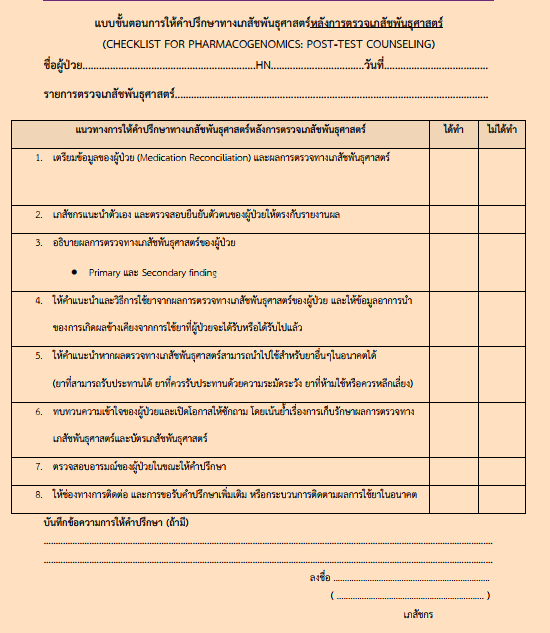 แบบขั้นตอนการให้คำปรึกษาทางเภสัชพันธุศาสตร์หลังการตรวจเภสัชพันธุศาสตร์
(CHECKLIST FOR PHARMACOGENOMICS: POST-TEST COUNSELING)
ชื่อผู้ป่วย..........................................................HN................................วันที่....................................
รายการตรวจเภสัชพันธุศาสตร์..........................................................................................................
แนวทางการให้คำปรึกษาทางเภสัชพันธุศาสตร์หลังการตรวจเภสัชพันธุศาสตร์ ได้ทำ ไม่ได้ทำ
1. เตรียมข้อมูลของผู้ป่วย (Medication Reconciliation) และผลการตรวจทางเภสัชพันธุศาสตร์
2. เภสัชกรแนะนำตัวเอง และตรวจสอบยืนยันตัวตนของผู้ป่วยให้ตรงกับรายงานผล
3. อธิบายผลการตรวจทางเภสัชพันธุศาสตร์ของผู้ป่วย
● Primary และ Secondary finding
4. ให้คำแนะนำและวิธีการใช้ยาจากผลการตรวจทางเภสัชพันธุศาสตร์ของผู้ป่วย และให้ข้อมูลอาการนำ
ของการเกิดผลข้างเคียงจากการใช้ยาที่ผู้ป่วยจะได้รับหรือได้รับไปแล้ว
5. ให้คำแนะนำหากผลตรวจทางเภสัชพันธุศาสตร์สามารถนำไปใช้สำหรับยาอื่นๆในอนาคตได้
(ยาที่สามารถรับประทานได้ ยาที่ควรรับประทานด้วยความระมัดระวัง ยาที่ห้ามใช้หรือควรหลีกเลี่ยง)
6. ทบทวนความเข้าใจของผู้ป่วยและเปิดโอกาสให้ซักถาม โดยเน้นย้ำเรื่องการเก็บรักษาผลการตรวจทาง
เภสัชพันธุศาสตร์และบัตรเภสัชพันธุศาสตร์
7. ตรวจสอบอารมณ์ของผู้ป่วยในขณะให้คำปรึกษา
8. ให้ช่องทางการติดต่อ และการขอรับคำปรึกษาเพิ่มเติม หรือกระบวนการติดตามผลการใช้ยาในอนาคต
บันทึกข้อความการให้คำปรึกษา (ถ้ามี)
................................................................................................................................................
................................................................................................................................................
ลงชื่อ ....................................................
( .................................................. )
เภสัชกร